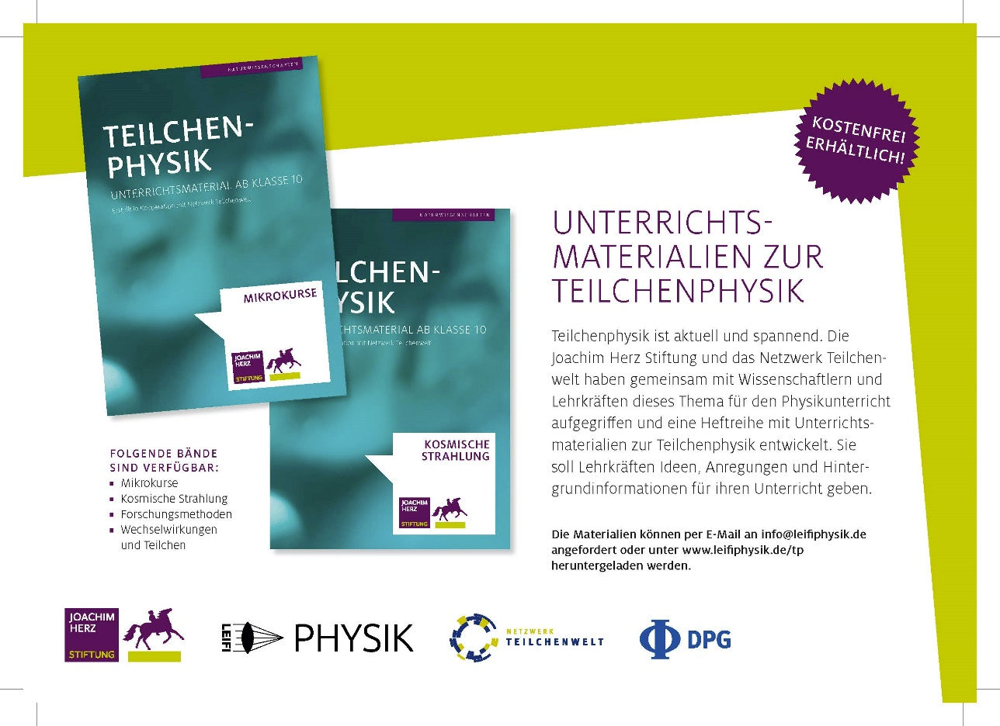 NATURWISSENSCHAFTEN
TEILCHEN-
PHYSIK
UNTERRICHTSMATERIAL AB KLASSE 10
Erstellt in Kooperation mit Netzwerk Teilchenwelt
MIKROKURSE
JOACHIM
HERZ
STIFTUNG
NATURWISSENSCHAFTEN
LCHEN-
YSIK
CHTSMATERIAL AB KLASSE 10
ation mit Netzwerk Teilchenwelt
KOSMISCHE
STRAHLUNG
JOACHIM
HERZ
STIFTUNG
FOLGENDE BÄNDE
SIND VERFÜGBAR:
Mikrokurse
Kosmische Strahlung
Forschungsmethoden
Wechselwirkungen
und Teilchen
KOSTENFREI
ERHÄLTLICH!
UNTERRICHTS-
MATERIALIEN ZUR
TEILCHENPHYSIK
Teilchenphysik ist aktuell und spannend. Die
Joachim Herz Stiftung und das Netzwerk Teilchen-
welt haben gemeinsam mit Wissenschaftlern und
Lehrkräften dieses Thema für den Physikunterricht
aufgegriffen und eine Heftreihe mit Unterrichts-
materialien zur Teilchenphysik entwickelt. Sie
soll Lehrkräften Ideen, Anregungen und Hinter-
grundinformationen für ihren Unterricht geben.
Die Materialien können per E-Mail an info@leifiphysik.de
angefordert oder unter www.leifiphysik.de/tp
heruntergeladen werden.
JOACHIM
HERZ
STIFTUNG
LEIFI PHYSIK
NETZWERK
TEILCHENWELT
DPG